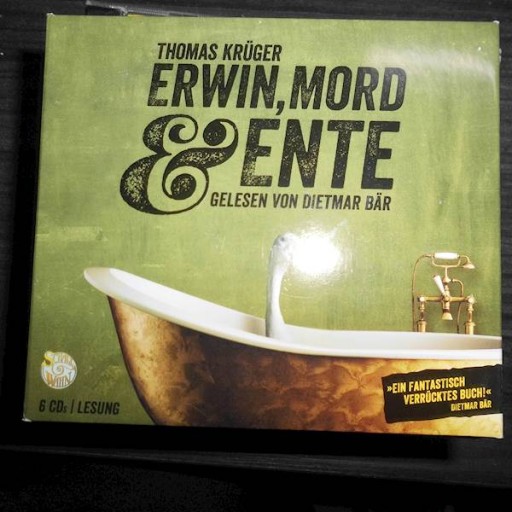 THOMAS KRÜGER
ERWIN, MORD
& ENTE
GELESEN VON DIETMAR BÄR
»EIN FANTASTISCH
VERRÜCKTES BUCH!«
DIETMAR BÄR
6 CDs | LESUNG